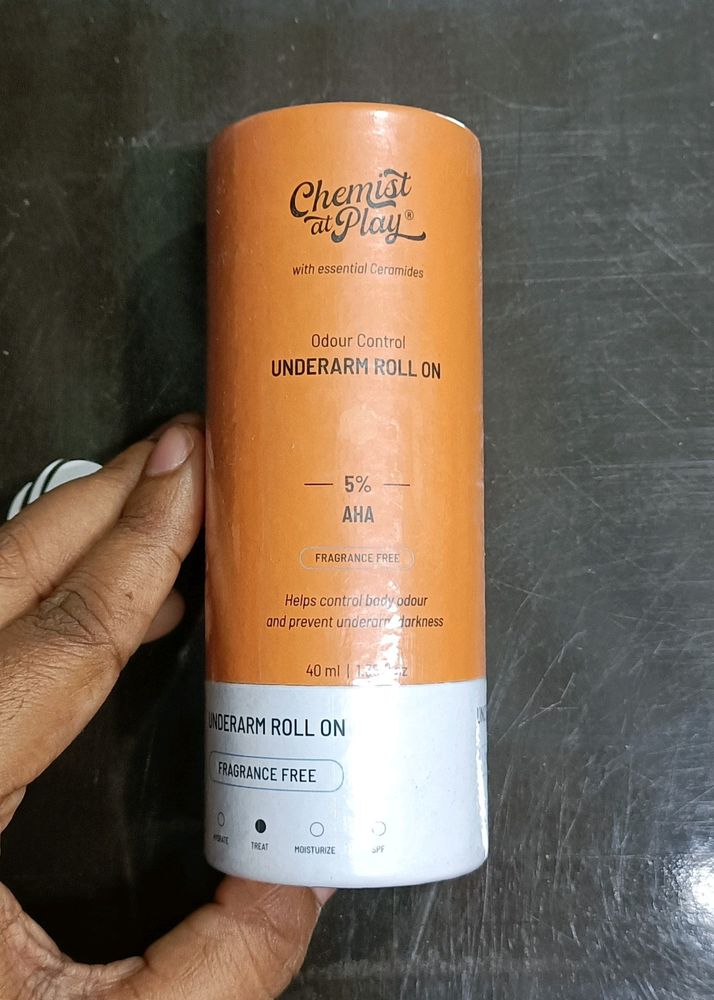 Chemist
at Play®
with essential Ceramides
Odour Control
UNDERARM ROLL ON
5%
AHA
FRAGRANCE FREE
Helps control body odour
and prevent underarm darkness
40 ml |
UNDERARM ROLL ON
FRAGRANCE FREE
TREAT
MOISTURIZE
SPF